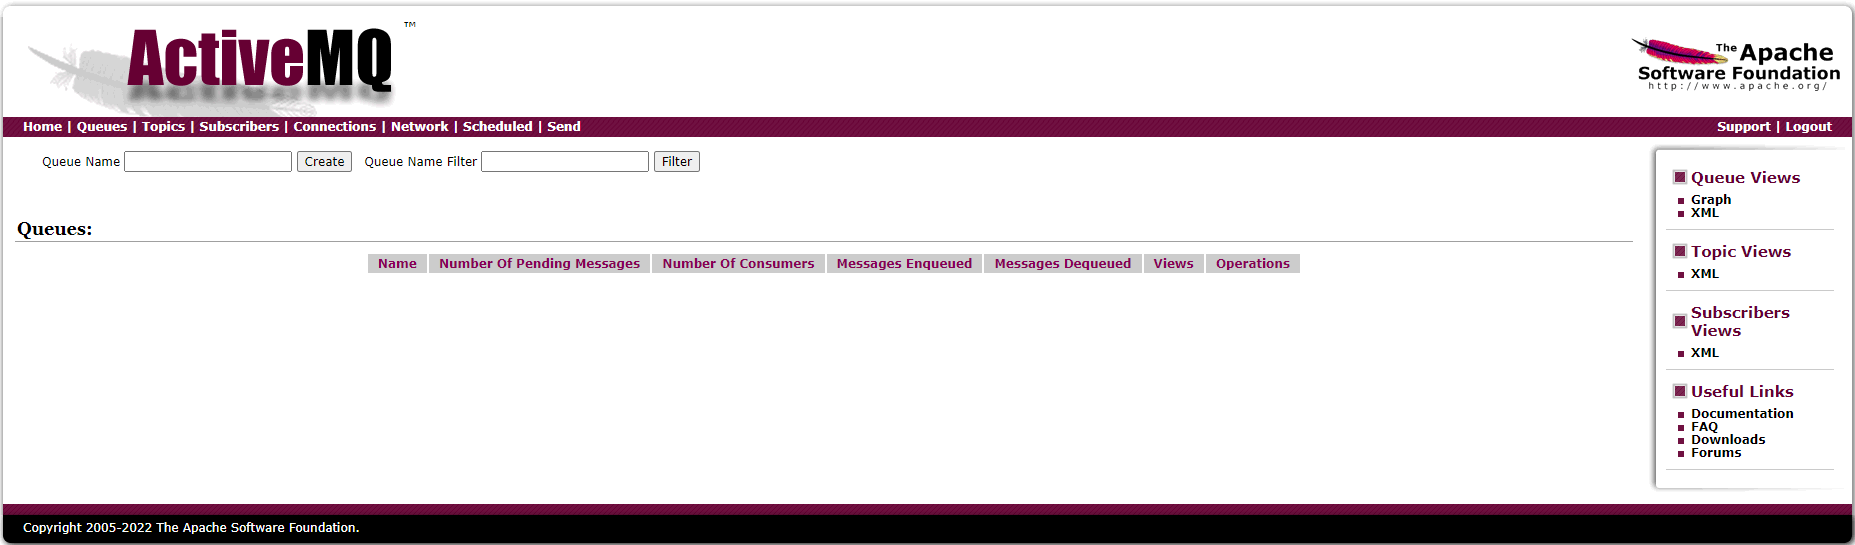 ActiveMQ ™
The Apache
Software Foundation
http://www.apache.org/
Home | Queues | Topics | Subscribers | Connections | Network | Scheduled | Send
Support | Logout
Queue Name Create Queue Name Filter Filter
Queues:
Name Number Of Pending Messages Number Of Consumers Messages Enqueued Messages Dequeued Views Operations
Queue Views
Graph
XML
Topic Views
XML
Subscribers
Views
XML
Useful Links
Documentation
FAQ
Downloads
Forums
Copyright 2005-2022 The Apache Software Foundation.